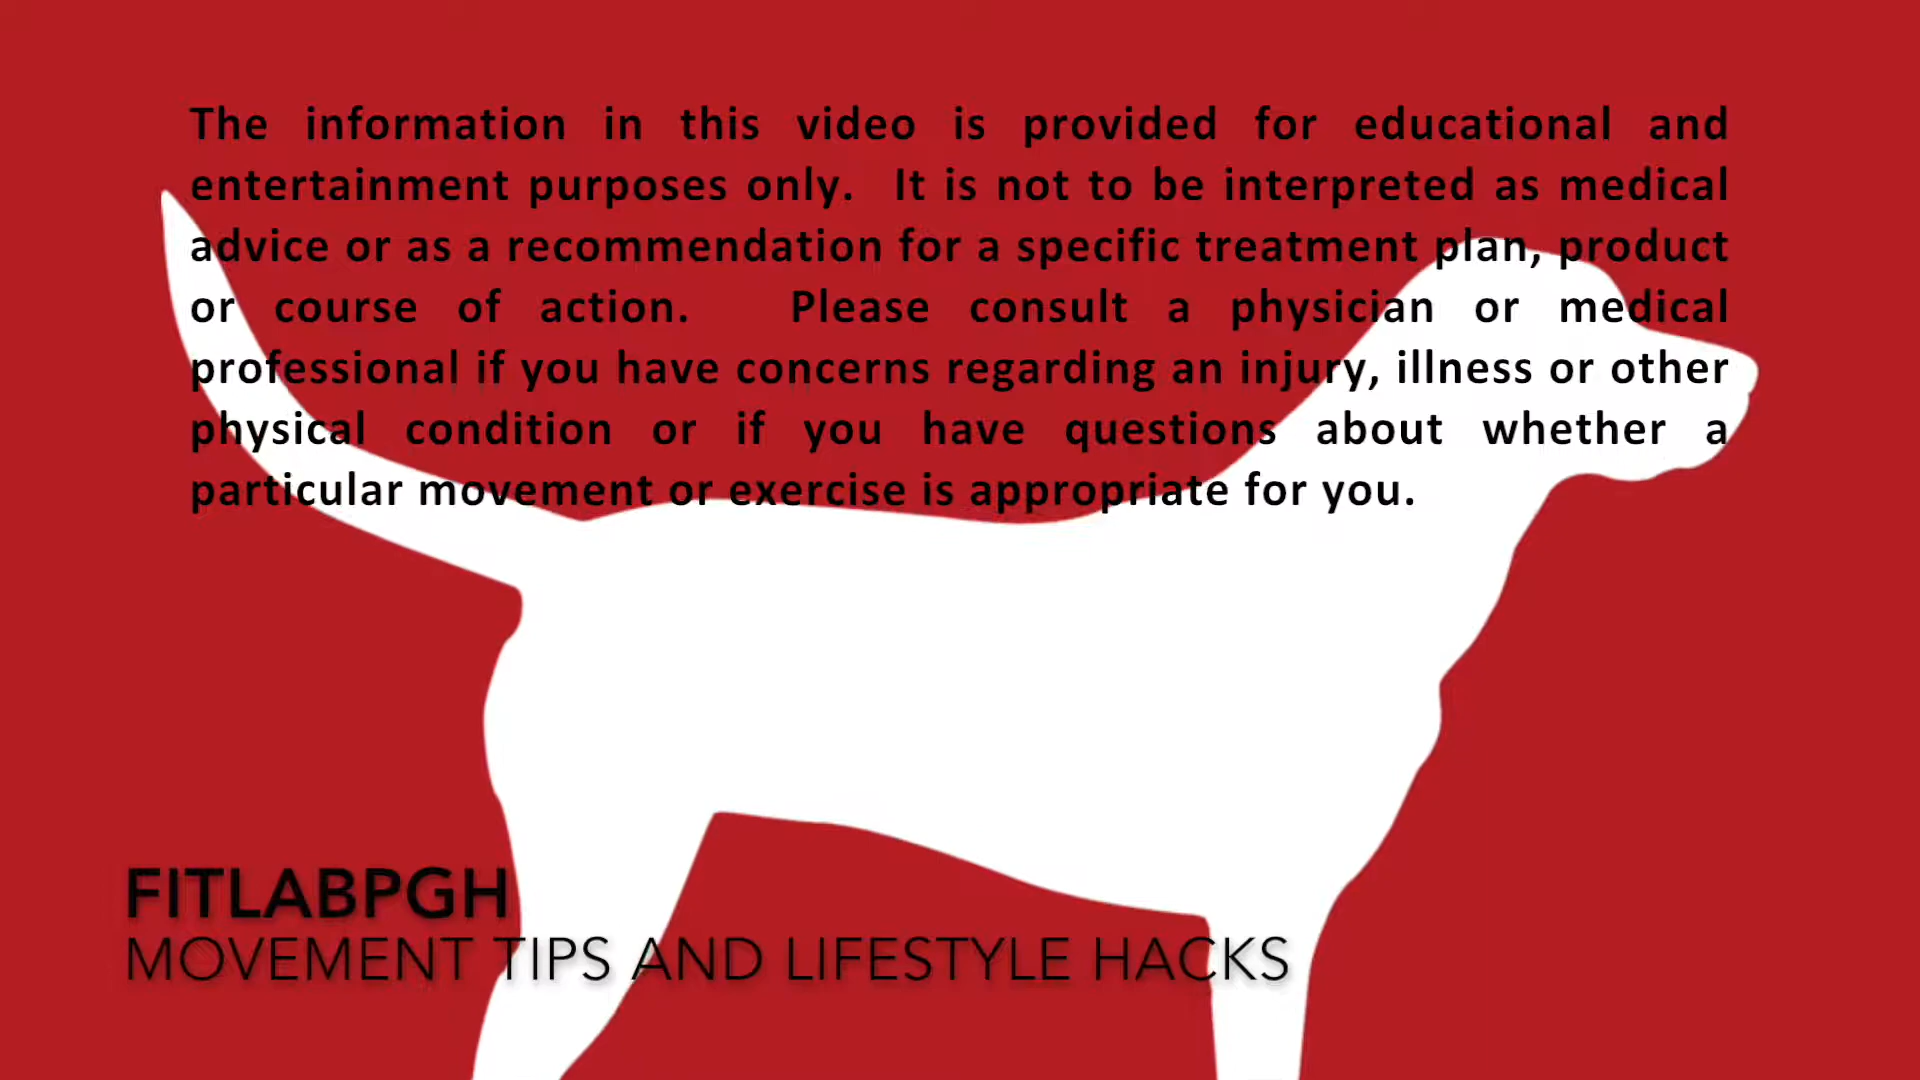 The information in this video is provided for educational and
entertainment purposes only. It is not to be interpreted as medical
advice or as a recommendation for a specific treatment plan, product
or course of action. Please consult a physician or medical
professional if you have concerns regarding an injury, illness or other
physical condition or if you have questions about whether a
particular movement or exercise is appropriate for you.
FITLABPGH
MOVEMENT TIPS AND LIFESTYLE HACKS